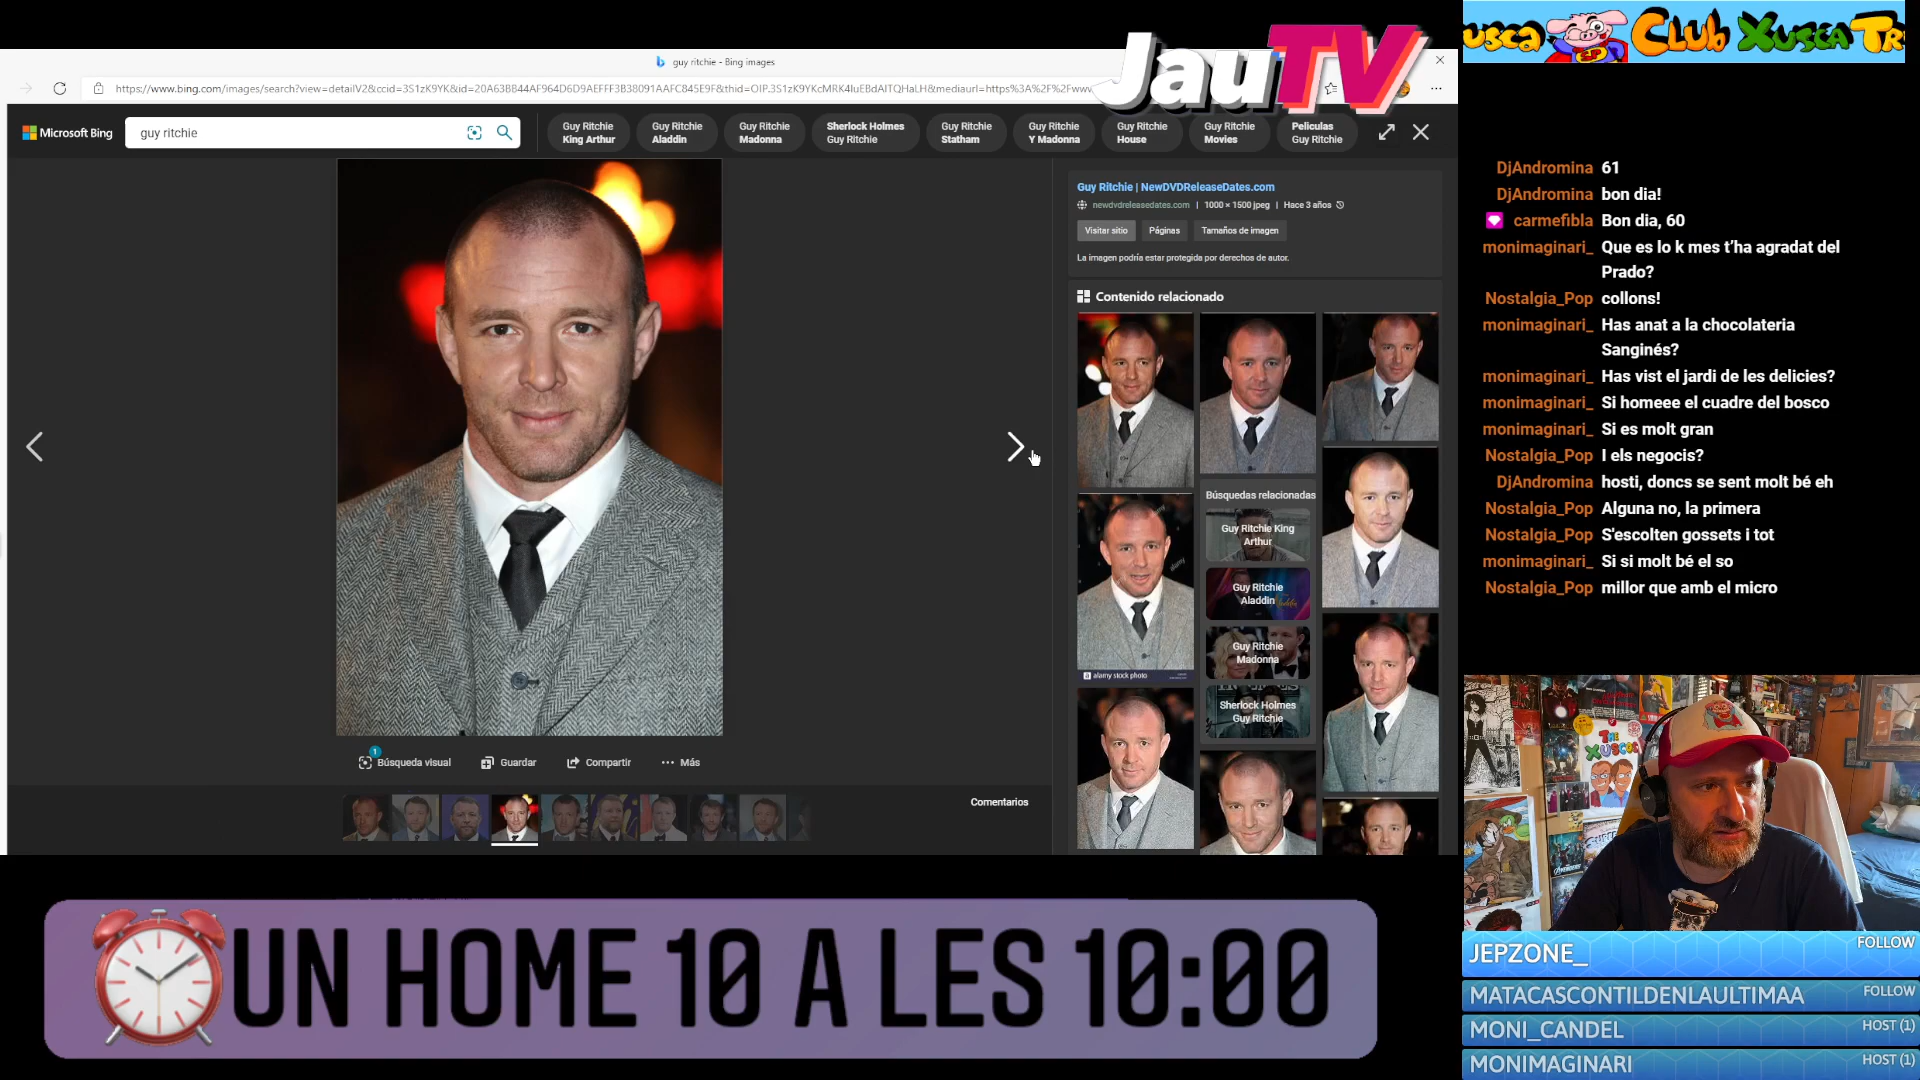 JauTV
usca Club XuscaTr
guy ritchie - Bing images
https://www.bing.com/images/search?view=detailV2&ccid=3S1zK9YK&id=20A63BB44AF964D6D9AEFFF3B38091AAFC845E9F&thid=OIP.3S1zK9YKcMRK4IuEBdAITQHaLH&mediaurl=https%3A%2F%2Fwww
Microsoft Bing
guy ritchie
Guy Ritchie
King Arthur
Guy Ritchie
Aladdin
Guy Ritchie
Madonna
Sherlock Holmes
Guy Ritchie
Guy Ritchie
Statham
Guy Ritchie
Y Madonna
Guy Ritchie
House
Guy Ritchie
Movies
Peliculas
Guy Ritchie
Guy Ritchie | NewDVDReleaseDates.com
newdvdreleasedates.com | 1000 × 1500 jpeg | Hace 3 años
Visitar sitio
Páginas
Tamaños de imagen
La imagen podría estar protegida por derechos de autor.
Contenido relacionado
Búsquedas relacionadas
Guy Ritchie King
Arthur
Guy Ritchie
Aladdin
Guy Ritchie
Madonna
Sherlock Holmes
Guy Ritchie
a alamy stock photo
1
Búsqueda visual
Guardar
Compartir
Más
Comentarios
DjAndromina 61
DjAndromina bon dia!
carmefibla Bon dia, 60
monimaginari_ Que es lo k mes t'ha agradat del
Prado?
Nostalgia_Pop collons!
monimaginari_ Has anat a la chocolateria
Sanginés?
monimaginari_ Has vist el jardi de les delicies?
monimaginari_ Si homeee el cuadre del bosco
monimaginari_ Si es molt gran
Nostalgia_Pop I els negocis?
DjAndromina hosti, doncs se sent molt bé eh
Nostalgia_Pop Alguna no, la primera
Nostalgia_Pop S'escolten gossets i tot
monimaginari_ Si si molt bé el so
Nostalgia_Pop millor que amb el micro
THE
XUSCOS
UN HOME 10 A LES 10:00
JEPZONE_ FOLLOW
MATACASCONTILDENLAULTIMAA FOLLOW
MONI_CANDEL HOST (1)
MONIMAGINARI HOST (1)